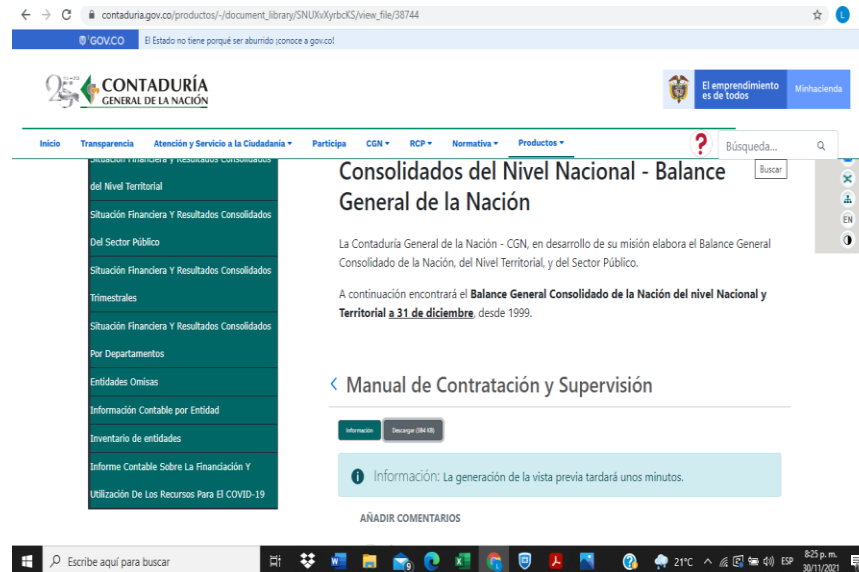 contaduria.gov.co/productos/-/document_library/SNUXvXyrbcKS/view_file/38744
L
GOV.CO El Estado no tiene porqué ser aburrido ¡conoce a gov.co!
25 CONTADURÍA
GENERAL DE LA NACIÓN
El emprendimiento
es de todos
Minhacienda
Inicio Transparencia Atención y Servicio a la Ciudadanía Participa CGN RCP Normativa Productos ? Búsqueda...
Buscar
Situación Financiera Y Resultados Consolidados
del Nivel Territorial
Situación Financiera Y Resultados Consolidados
Del Sector Público
Situación Financiera Y Resultados Consolidados
Trimestrales
Situación Financiera Y Resultados Consolidados
Por Departamentos
Entidades Omisas
Información Contable por Entidad
Inventario de entidades
Informe Contable Sobre La Financiación Y
Utilización De Los Recursos Para El COVID-19
Consolidados del Nivel Nacional - Balance
General de la Nación
La Contaduría General de la Nación - CGN, en desarrollo de su misión elabora el Balance General
Consolidado de la Nación, del Nivel Territorial, y del Sector Público.
A continuación encontrará el Balance General Consolidado de la Nación del nivel Nacional y
Territorial a 31 de diciembre, desde 1999.
Manual de Contratación y Supervisión
Información Descargar (984 KB)
Información: La generación de la vista previa tardará unos minutos.
AÑADIR COMENTARIOS
EN
Escribe aquí para buscar
21°C ESP 8:25 p. m.
30/11/2021